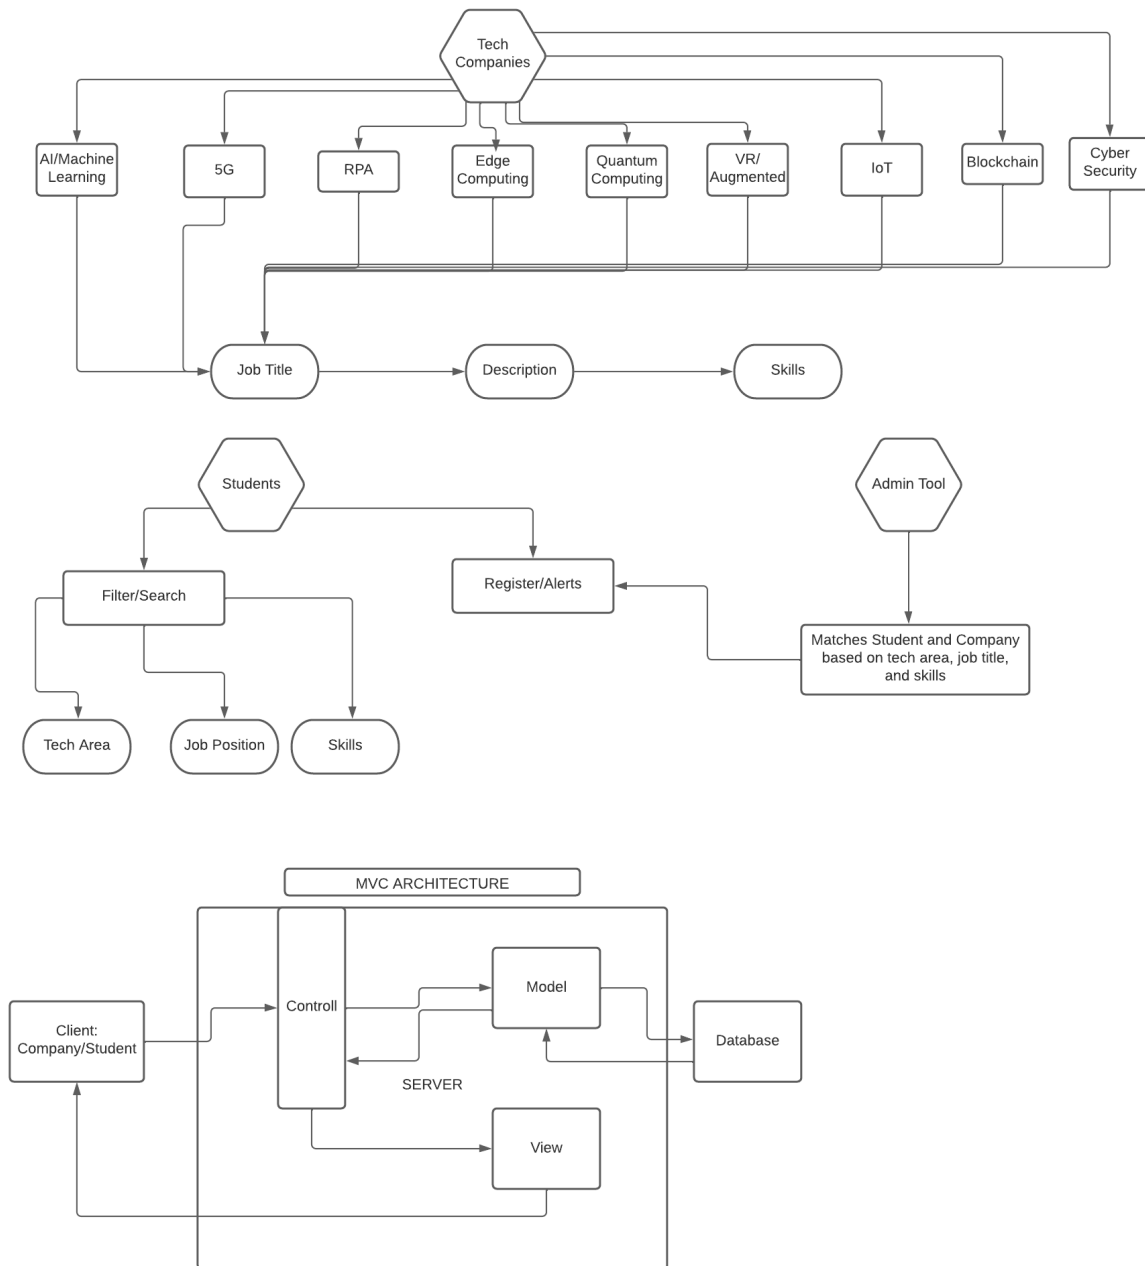 Tech
Companies
AI/Machine
Learning
5G
RPA
Edge
Computing
Quantum
Computing
VR/
Augmented
IoT
Blockchain
Cyber
Security
Job Title
Description
Skills
Students
Admin Tool
Filter/Search
Register/Alerts
Matches Student and Company
based on tech area, job title,
and skills
Tech Area
Job Position
Skills
MVC ARCHITECTURE
Client:
Company/Student
Controll
Model
Database
SERVER
View